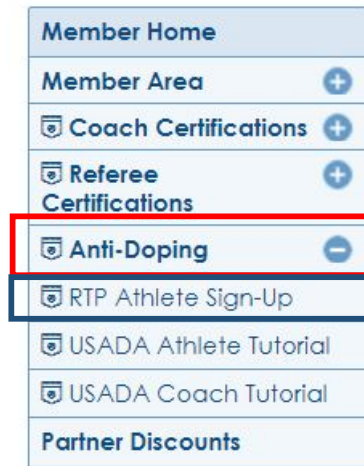 Member Home
Member Area
Coach Certifications
Referee
Certifications
Anti-Doping
RTP Athlete Sign-Up
USADA Athlete Tutorial
USADA Coach Tutorial
Partner Discounts